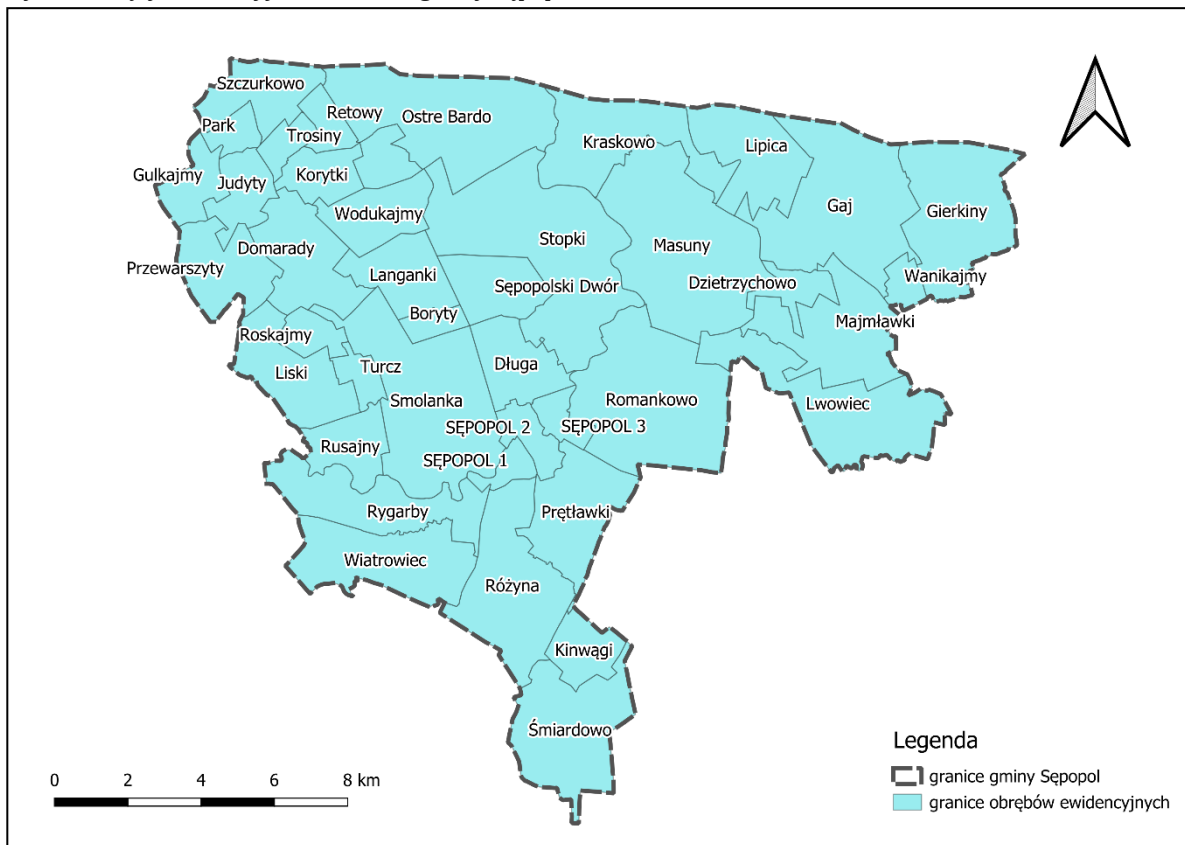 Szczurkowo
Retowy
Ostre Bardo
Park
Trosiny
Kraskowo
Lipica
Gulkajmy
Judyty
Korytki
Wodukajmy
Gaj
Gierkiny
Domarady
Stopki
Masuny
Przewarszyty
Langanki
Sępopolski Dwór
Dzietrzychowo
Wanikajmy
Boryty
Majmławki
Roskajmy
Liski
Turcz
Długa
Smolanka
Romankowo
Lwowiec
SĘPOPOL 2
SĘPOPOL 3
Rusajny
SĘPOPOL 1
Rygarby
Prętławki
Wiatrowiec
Różyna
Kinwągi
Śmiardowo
Legenda
granice gminy Sępopol
granice obrębów ewidencyjnych
0 2 4 6 8 km